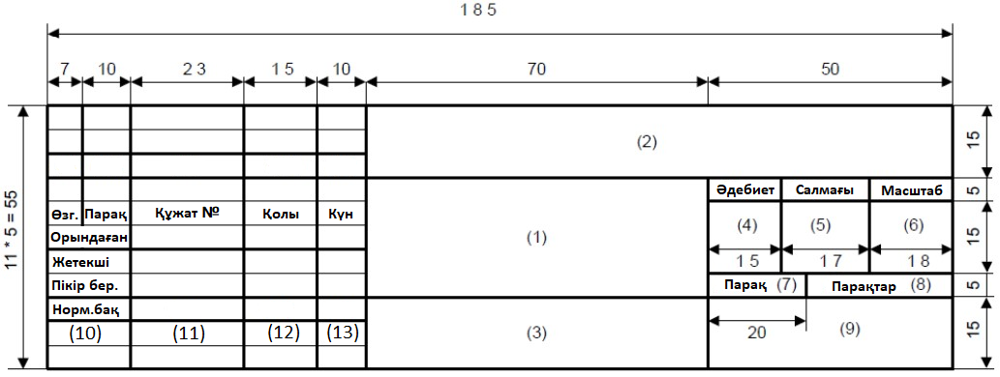 1 8 5
7 10 2 3 1 5 10 70 50
(2) 15
Әдебиет Салмағы Масштаб 5
Өзг. Парақ Құжат № Қолы Күн
11 * 5 = 55
Орындаған (1) (4) (5) (6) 15
Жетекші 1 5 1 7 1 8
Пікір бер. Парақ (7) Парақтар (8) 5
Норм.бақ
(10) (11) (12) (13) (3) 20 (9) 15